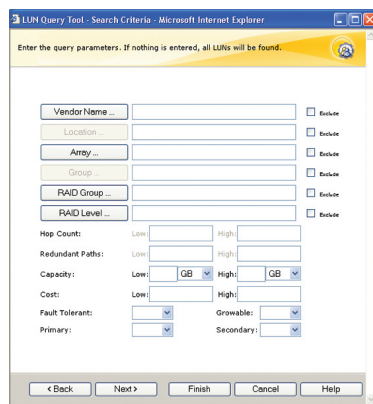 LUN Query Tool - Search Criteria - Microsoft Internet Explorer
Enter the query parameters. If nothing is entered, all LUNs will be found.
Vendor Name ... Exclude
Location ... Exclude
Array ... Exclude
Group ... Exclude
RAID Group ... Exclude
RAID Level ... Exclude
Hop Count: Low: High:
Redundant Paths: Low: High:
Capacity: Low: GB High: GB
Cost: Low: High:
Fault Tolerant: Growable:
Primary: Secondary:
< Back Next > Finish Cancel Help